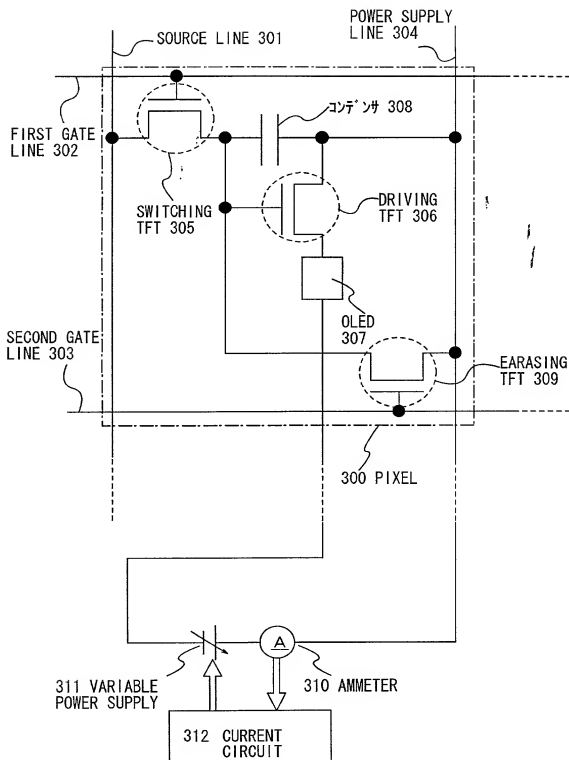 POWER SUPPLY
LINE 304
SOURCE LINE 301
FIRST GATE
LINE 302
コンデンサ 308
SWITCHING
TFT 305
DRIVING
TFT 306
OLED
307
SECOND GATE
LINE 303
EARASING
TFT 309
300 PIXEL
A
311 VARIABLE
POWER SUPPLY
310 AMMETER
312 CURRENT
CIRCUIT